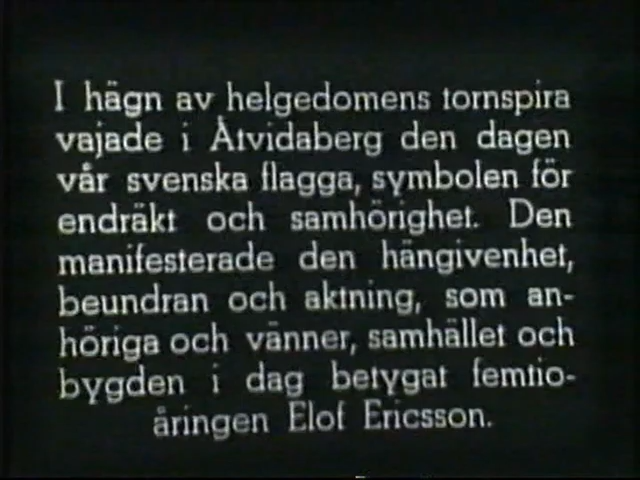 I hägn av helgedomens tornspira
vajade i Åtvidaberg den dagen
vår svenska flagga, symbolen för
endräkt och samhörighet. Den
manifesterade den hängivenhet,
beundran och aktning, som an-
höriga och vänner, samhället och
bygden i dag betygat femtio-
åringen Elof Ericsson.